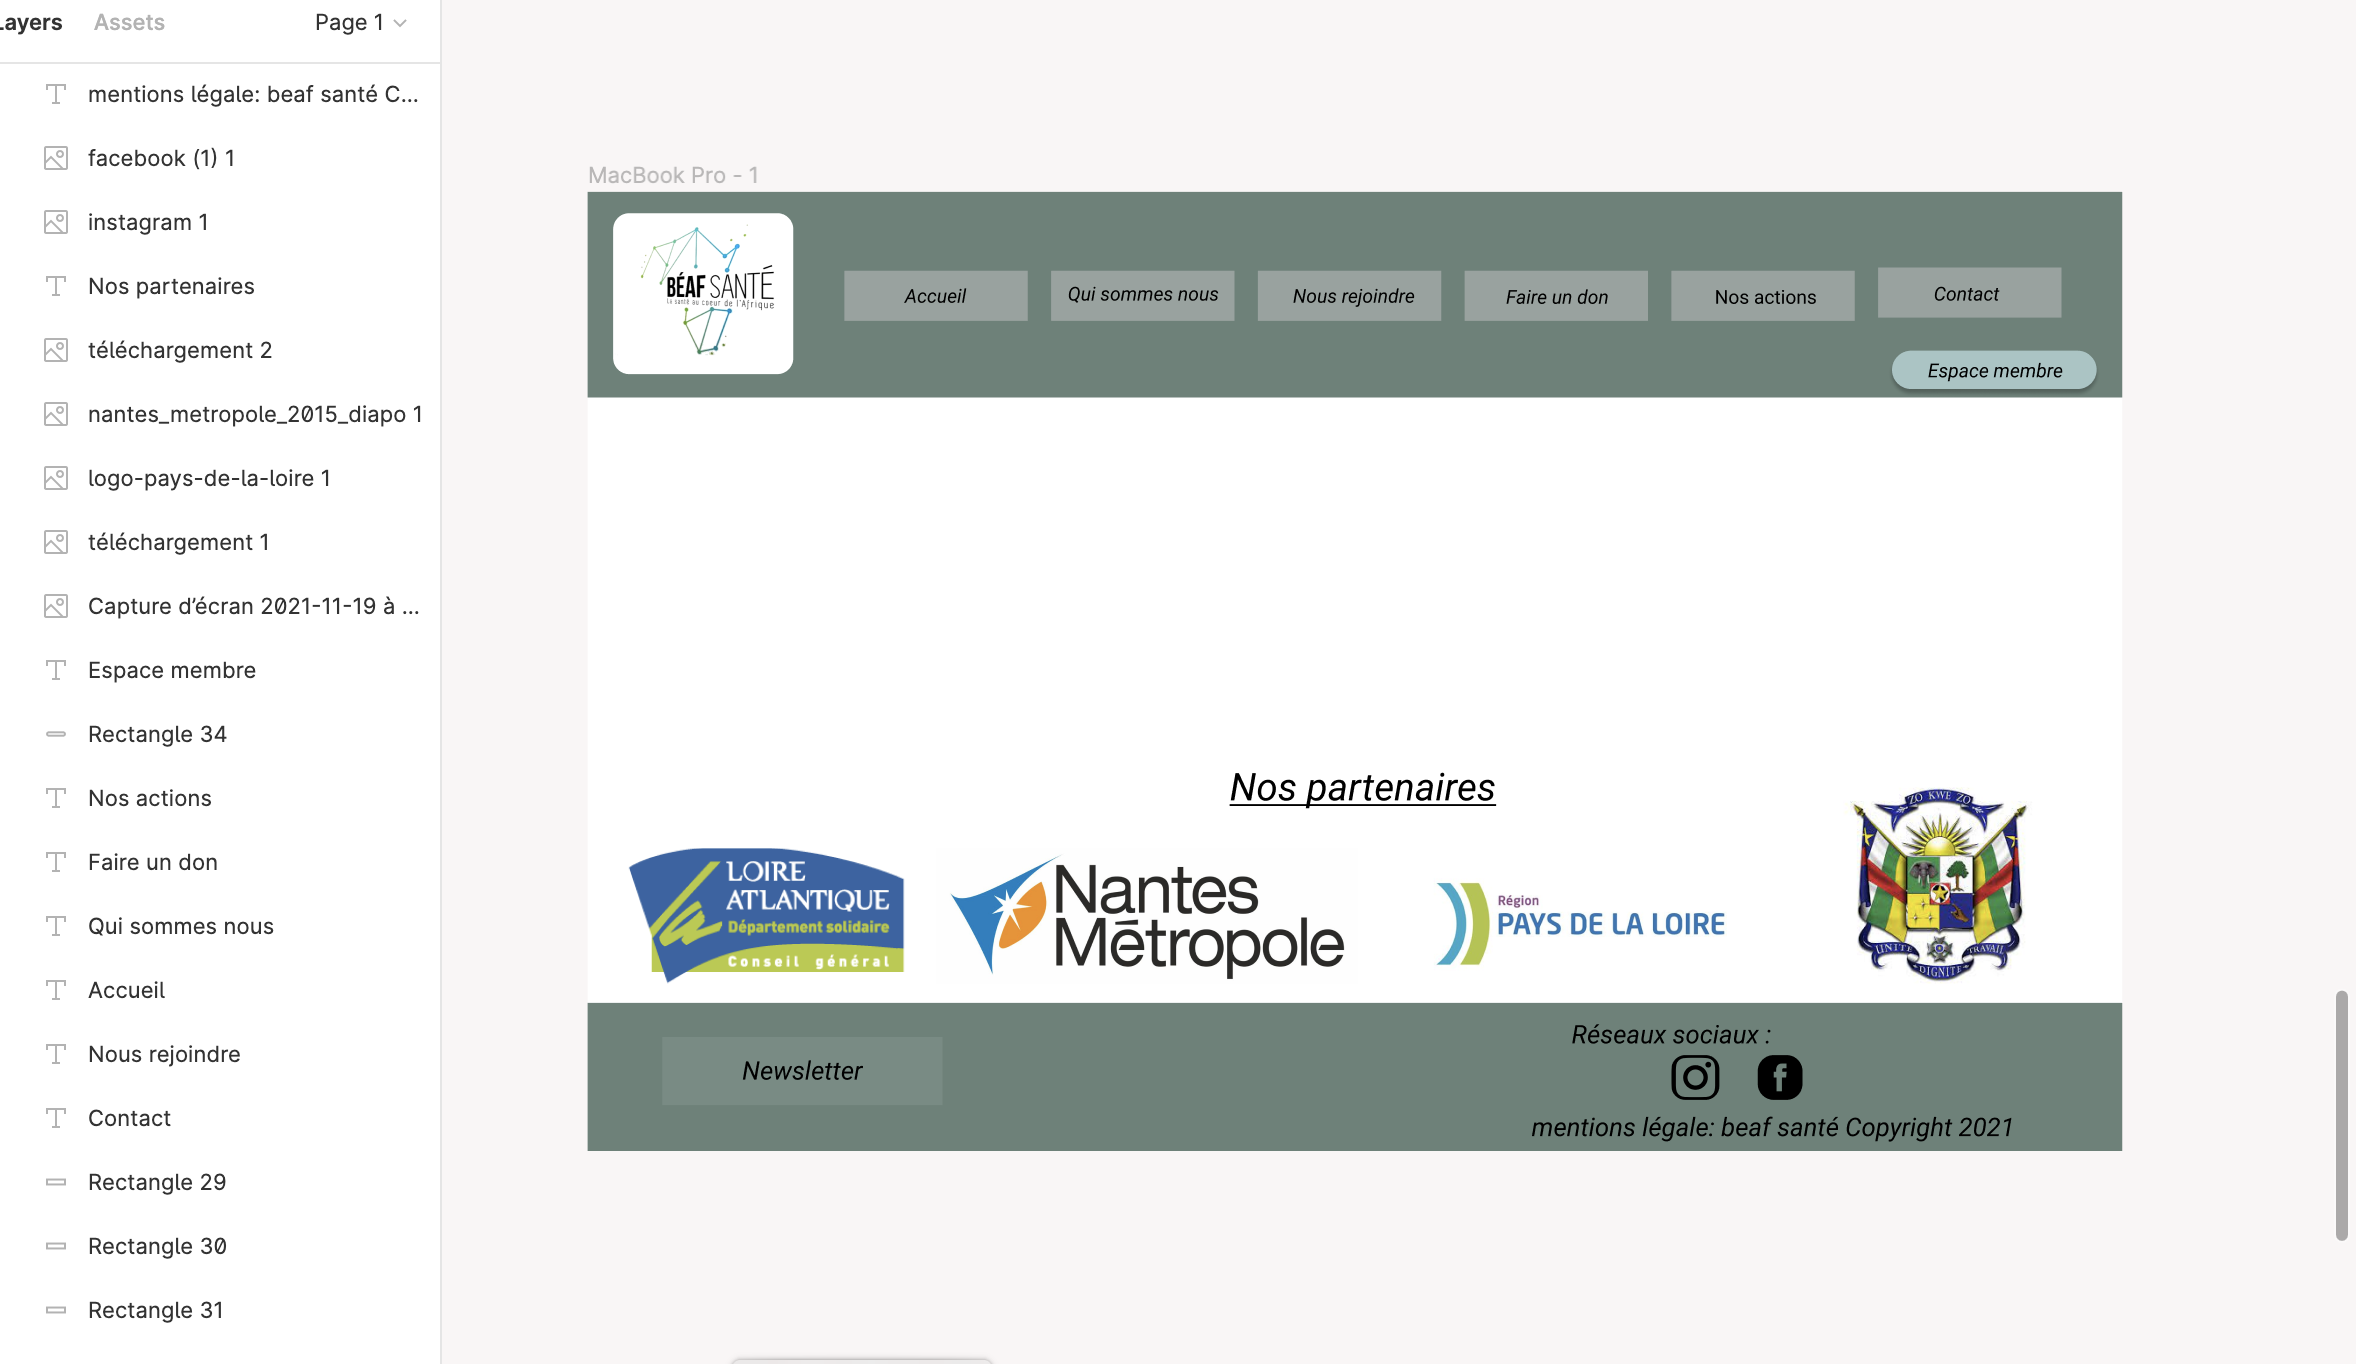 Layers Assets Page 1
mentions légale: beaf santé C...
facebook (1) 1
instagram 1
Nos partenaires
téléchargement 2
nantes_metropole_2015_diapo 1
logo-pays-de-la-loire 1
téléchargement 1
Capture d’écran 2021-11-19 à ...
Espace membre
Rectangle 34
Nos actions
Faire un don
Qui sommes nous
Accueil
Nous rejoindre
Contact
Rectangle 29
Rectangle 30
Rectangle 31
MacBook Pro - 1
BÉAF SANTÉ
La santé au coeur de l'Afrique
Accueil
Qui sommes nous
Nous rejoindre
Faire un don
Nos actions
Contact
Espace membre
Nos partenaires
LOIRE
ATLANTIQUE
Département solidaire
Conseil général
Nantes
Métropole
Région
PAYS DE LA LOIRE
ZO KWE ZO
UNITE
TRAVAIL
DIGNITE
Newsletter
Réseaux sociaux :
mentions légale: beaf santé Copyright 2021